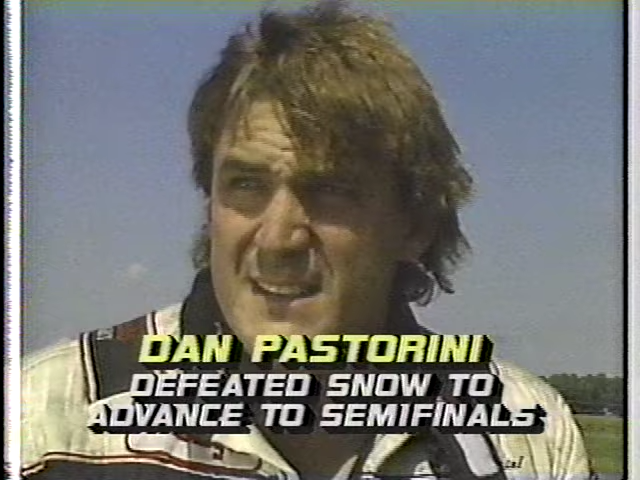 DAN PASTORINI
DEFEATED SNOW TO
ADVANCE TO SEMIFINALS